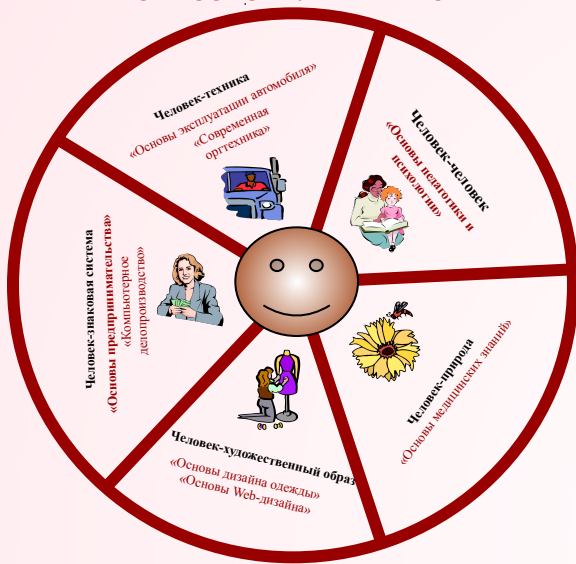 Человек-техника
«Основы эксплуатации автомобиля»
«Современная
оргтехника»
Человек-человек
«Основы педагогики и
психологии»
Человек-природа
«Основы медицинских знаний»
Человек-художественный образ
«Основы дизайна одежды»
«Основы Web-дизайна»
Человек-знаковая система
«Основы предпринимательства»
«Компьютерное
делопроизводство»